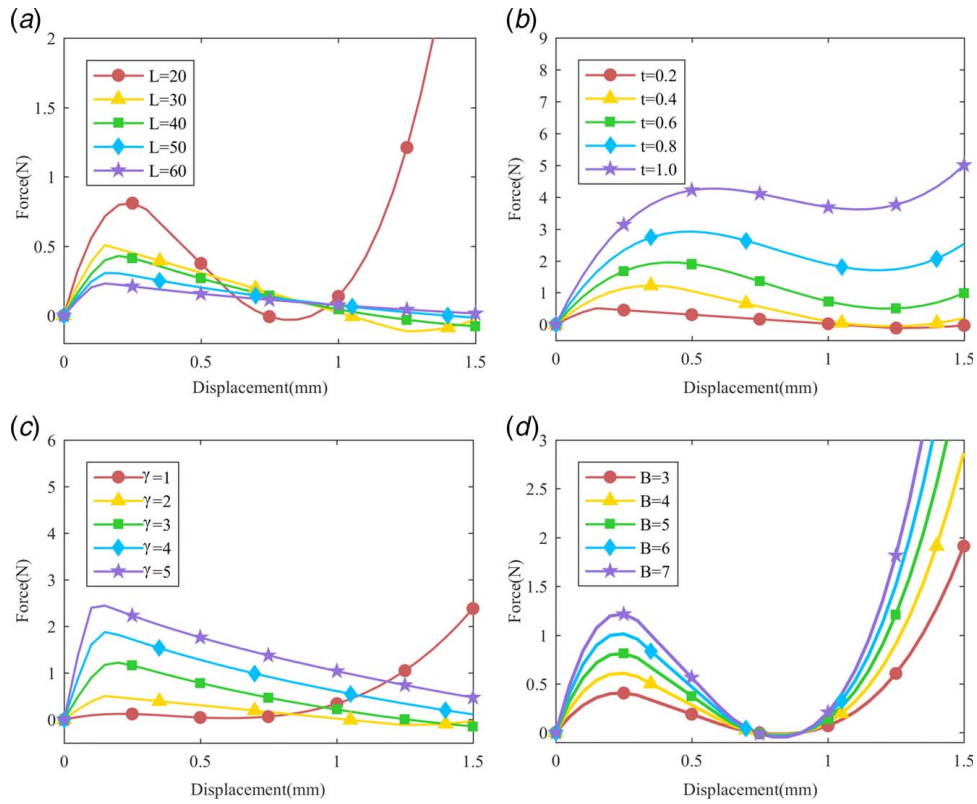 (a)
2
1.5
1
0.5
0
Force(N)
L=20
L=30
L=40
L=50
L=60
0 0.5 1 1.5
Displacement(mm)
(b)
9
8
7
6
5
4
3
2
1
0
Force(N)
t=0.2
t=0.4
t=0.6
t=0.8
t=1.0
0 0.5 1 1.5
Displacement(mm)
(c)
6
5
4
3
2
1
0
Force(N)
γ=1
γ=2
γ=3
γ=4
γ=5
0 0.5 1 1.5
Displacement(mm)
(d)
3
2.5
2
1.5
1
0.5
0
Force(N)
B=3
B=4
B=5
B=6
B=7
0 0.5 1 1.5
Displacement(mm)